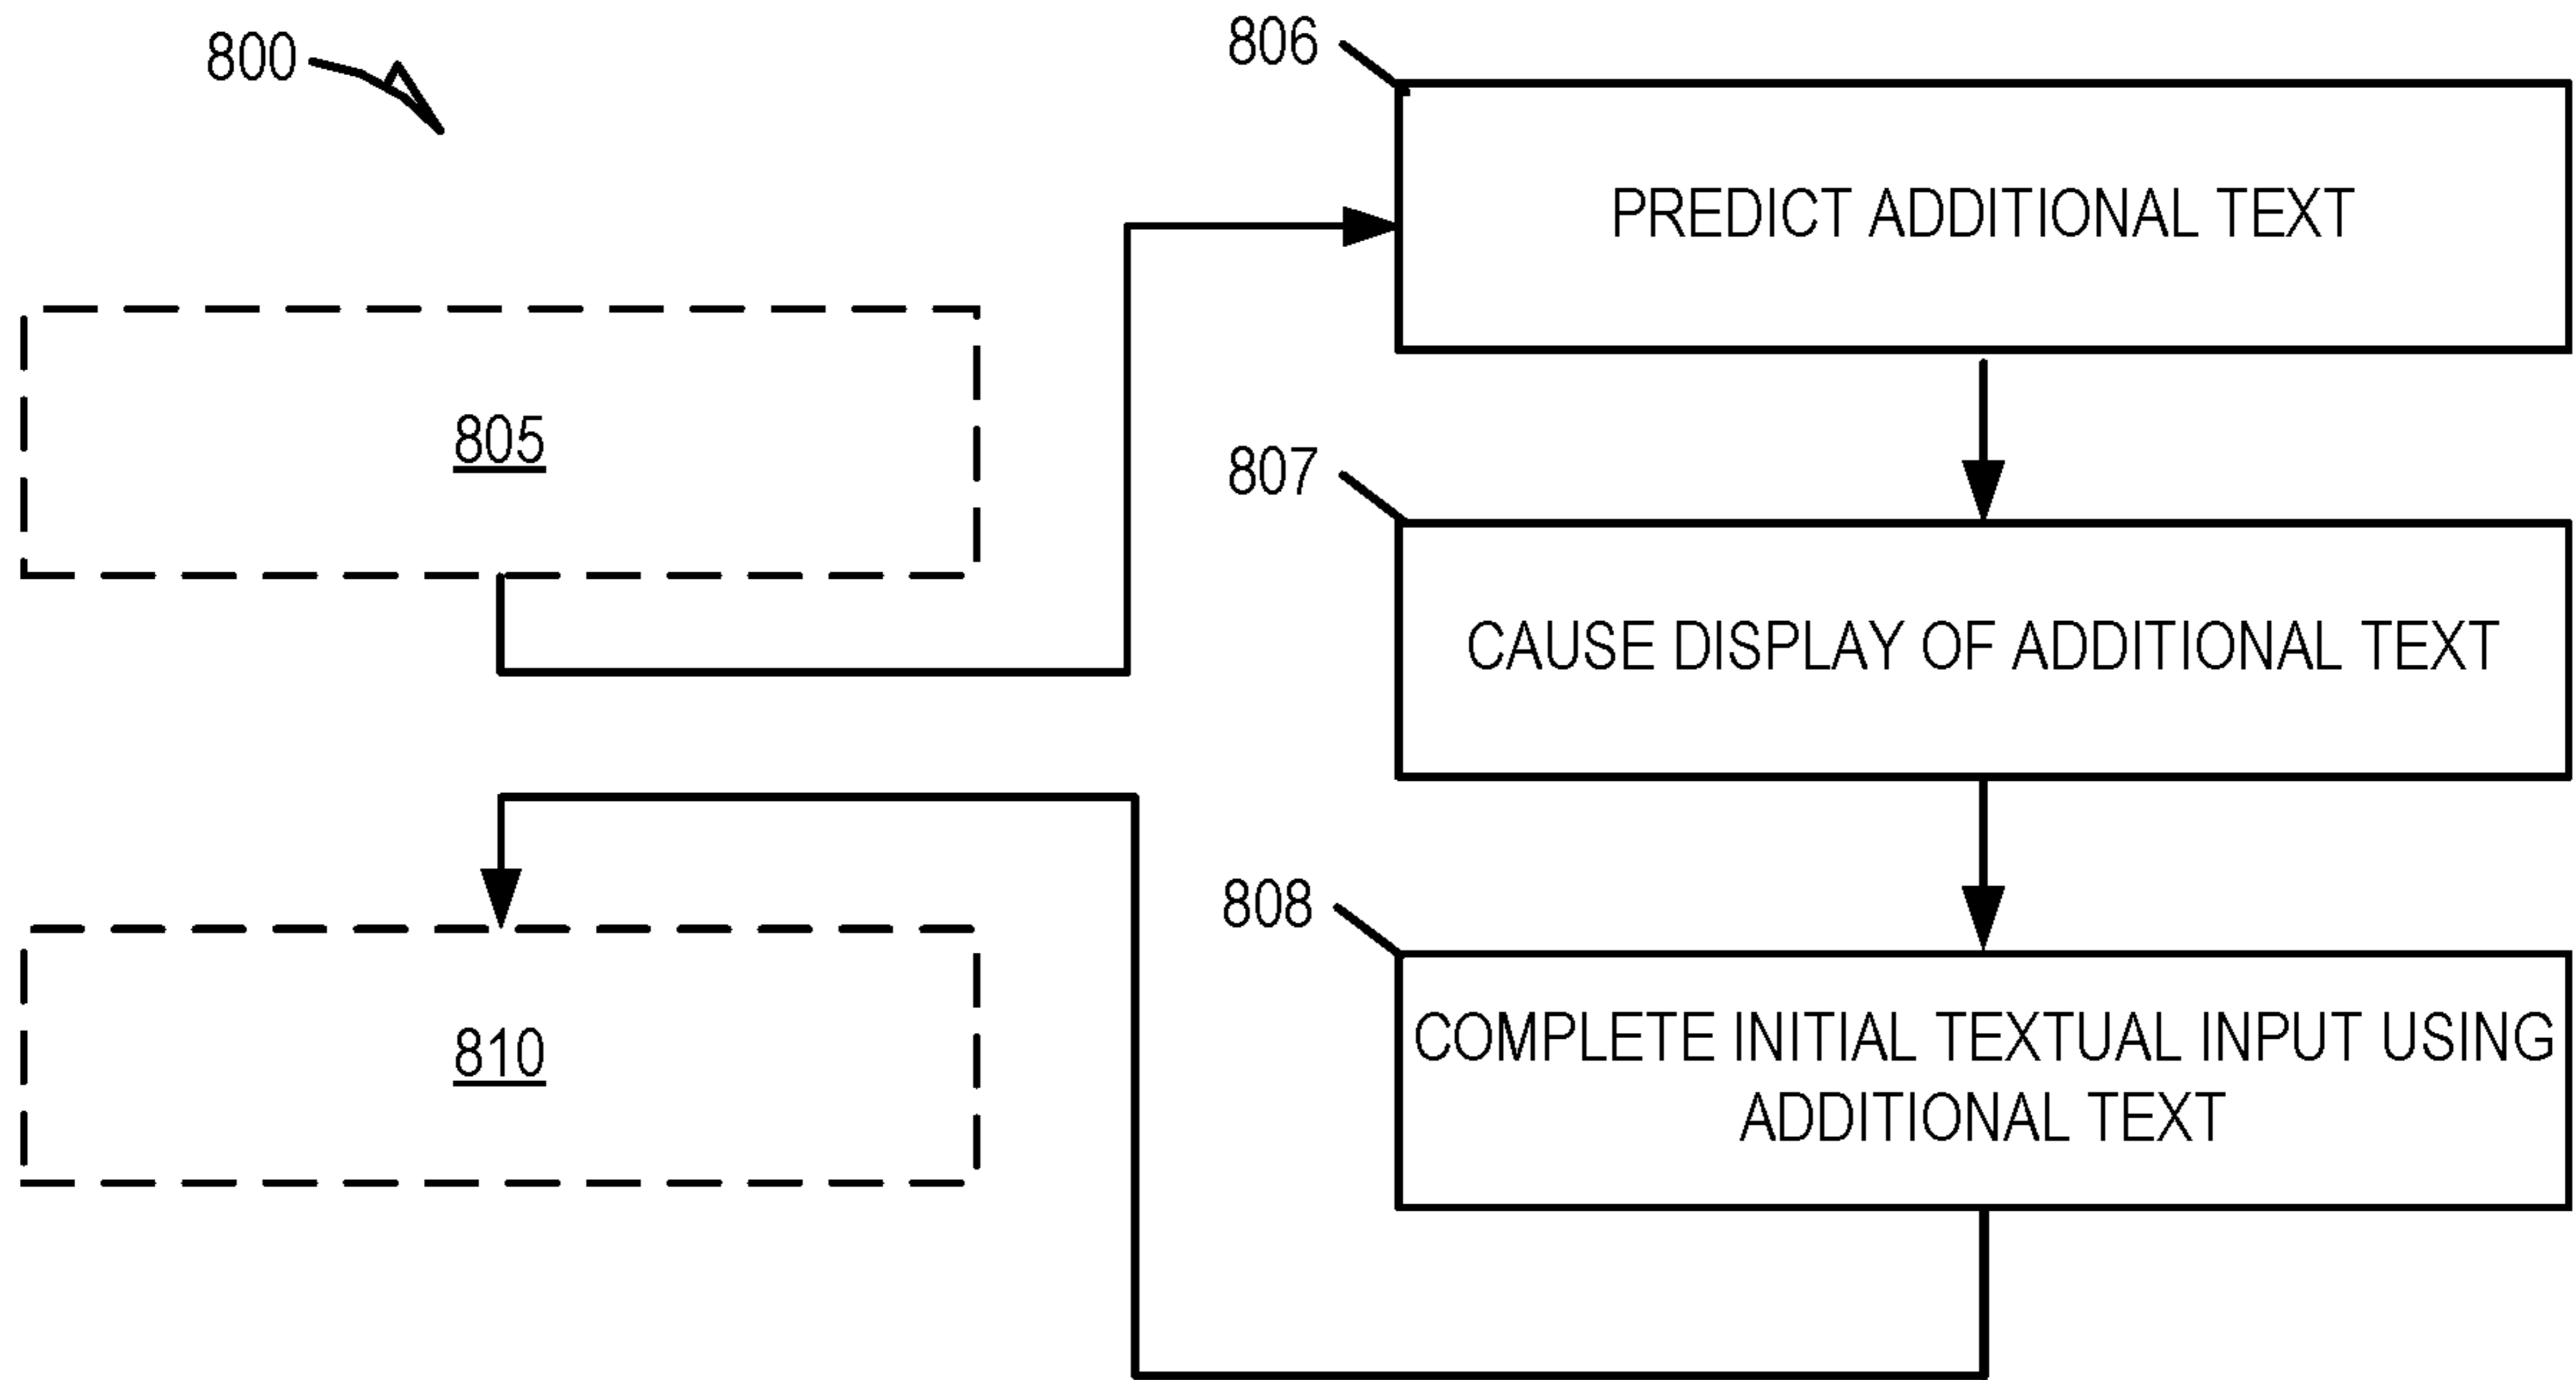 800
805
806
PREDICT ADDITIONAL TEXT
807
CAUSE DISPLAY OF ADDITIONAL TEXT
808
COMPLETE INITIAL TEXTUAL INPUT USING
ADDITIONAL TEXT
810